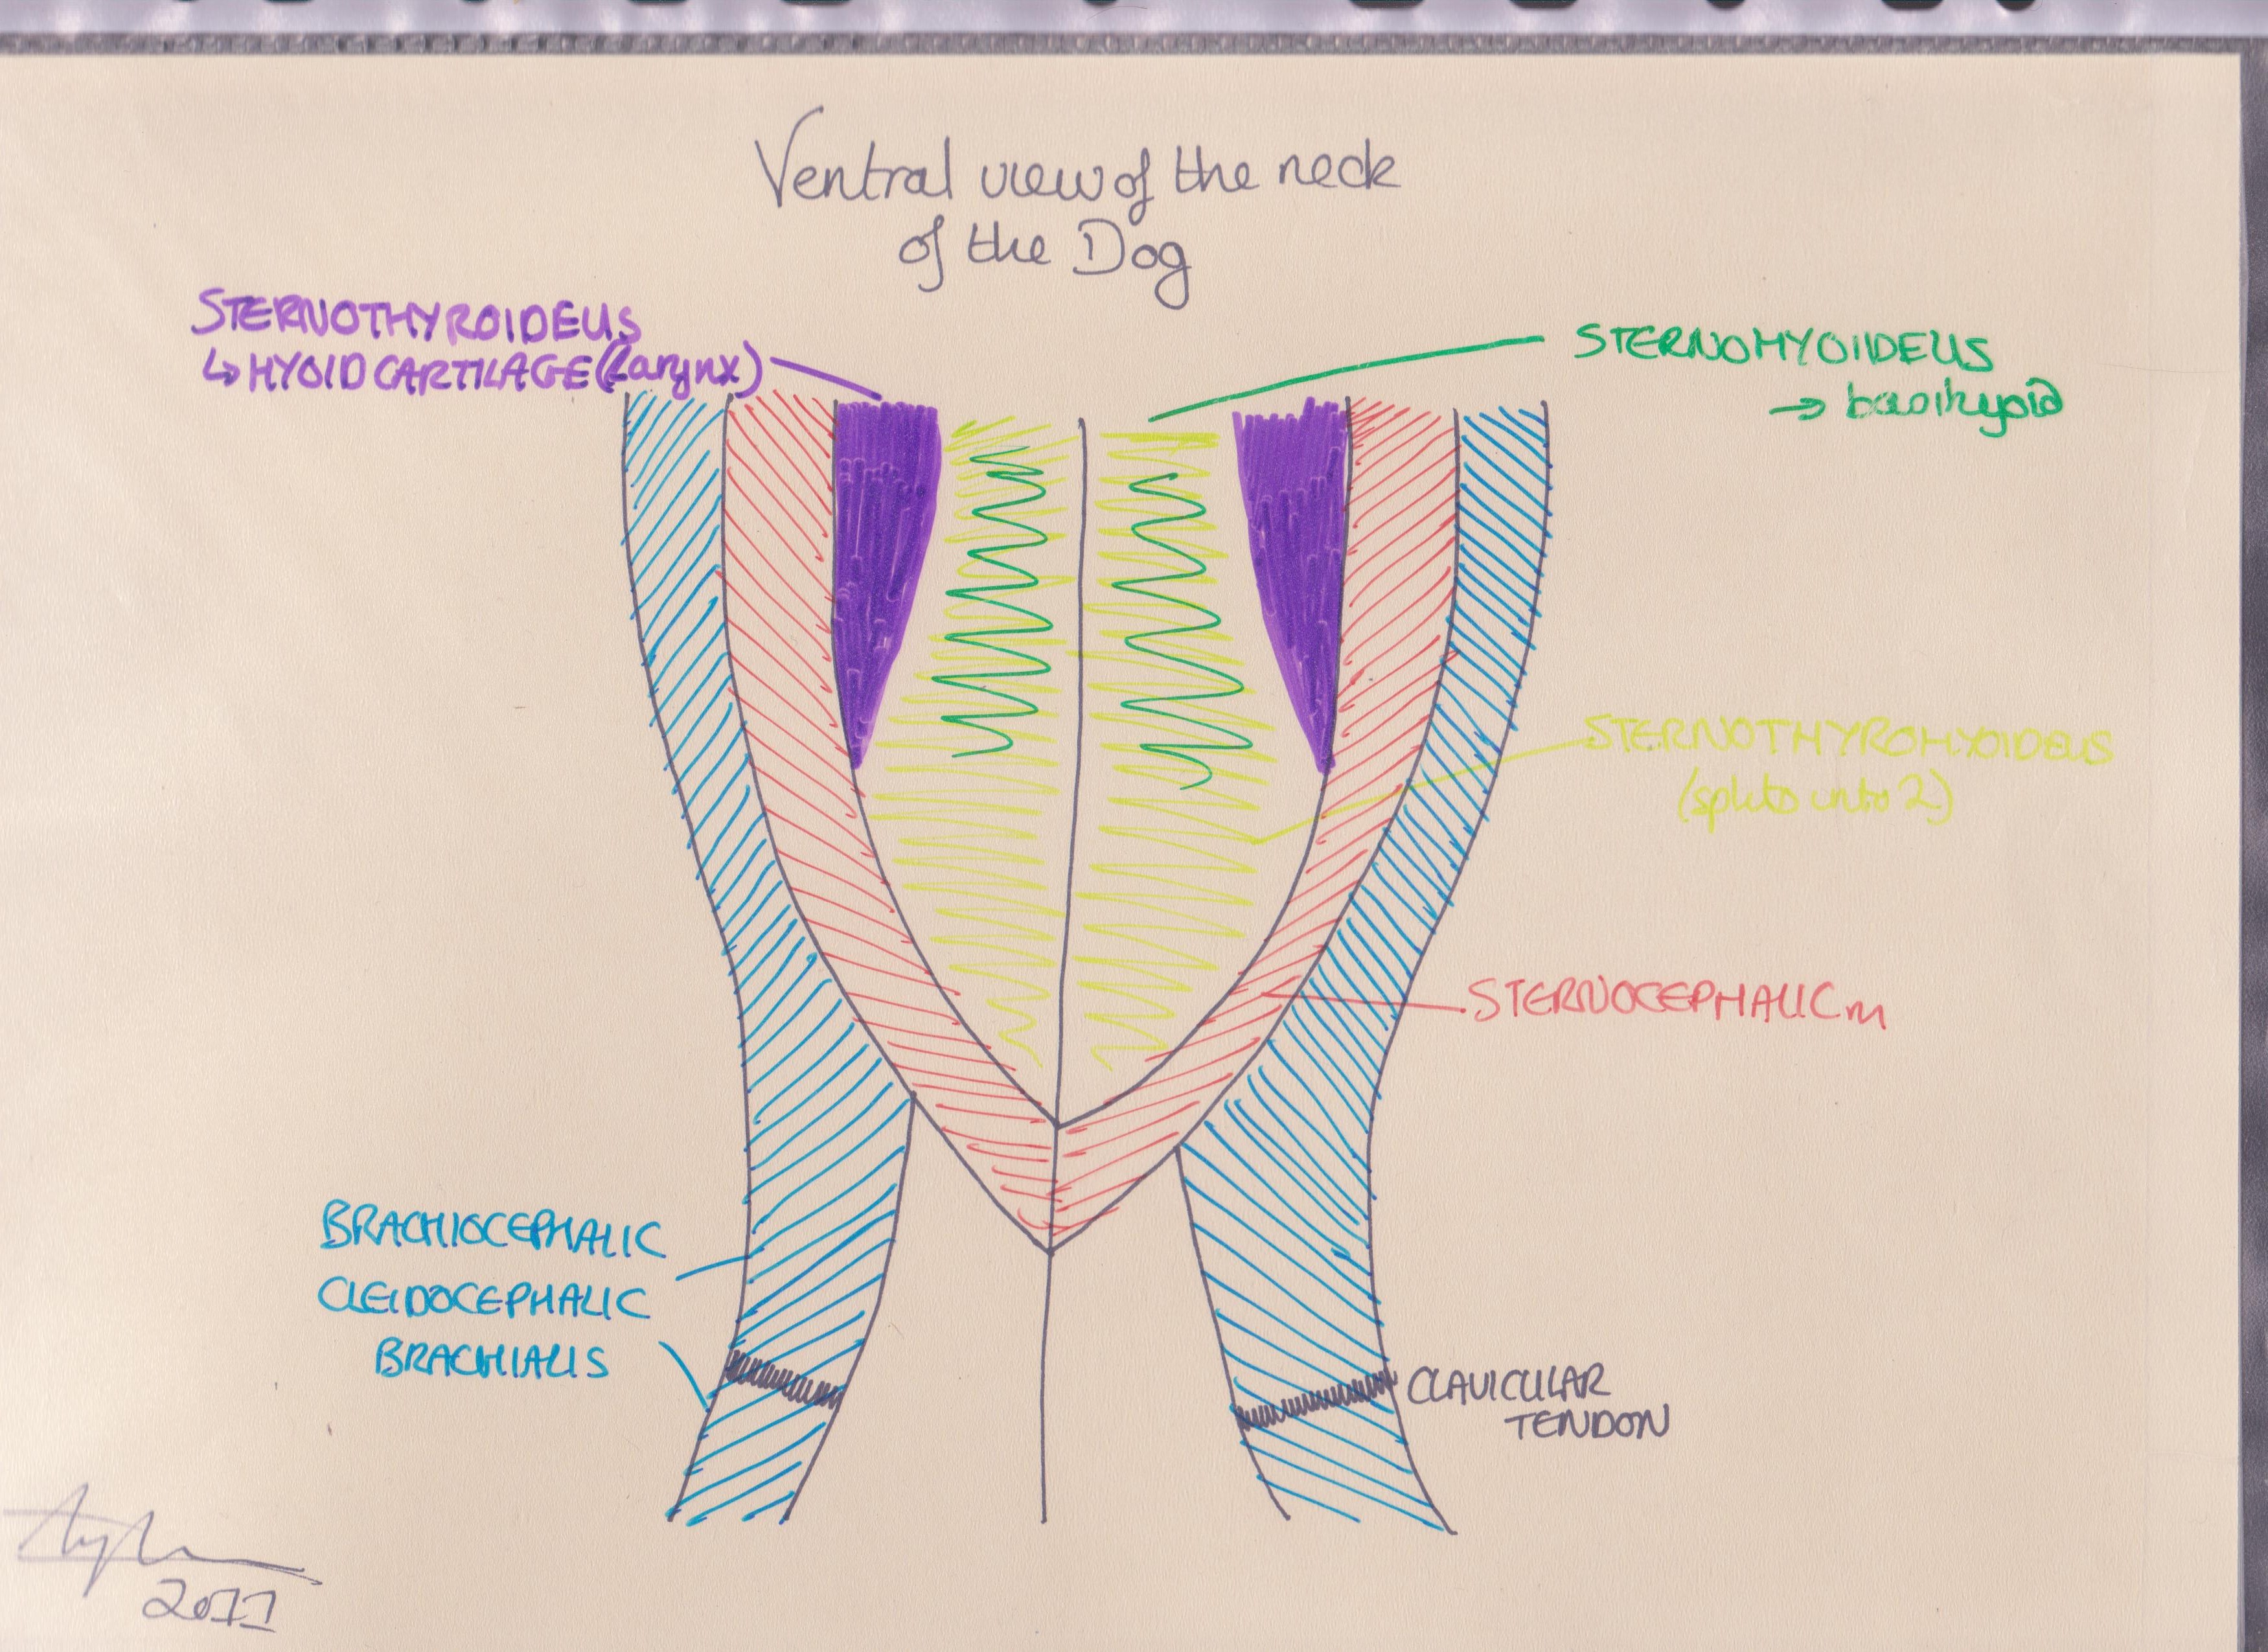 Ventral view of the neck
of the Dog
STERNOTHYROIDEUS
↳ HYOID CARTILAGE (Larynx)
STERNOHYOIDEUS
→ basihyoid
STERNOTHYROHYOIDEUS
(splits into 2)
STERNOCEPHALIC m
BRACHIOCEPHALIC
CLEIDOCEPHALIC
BRACHIALIS
CLAVICULAR
TENDON
2011